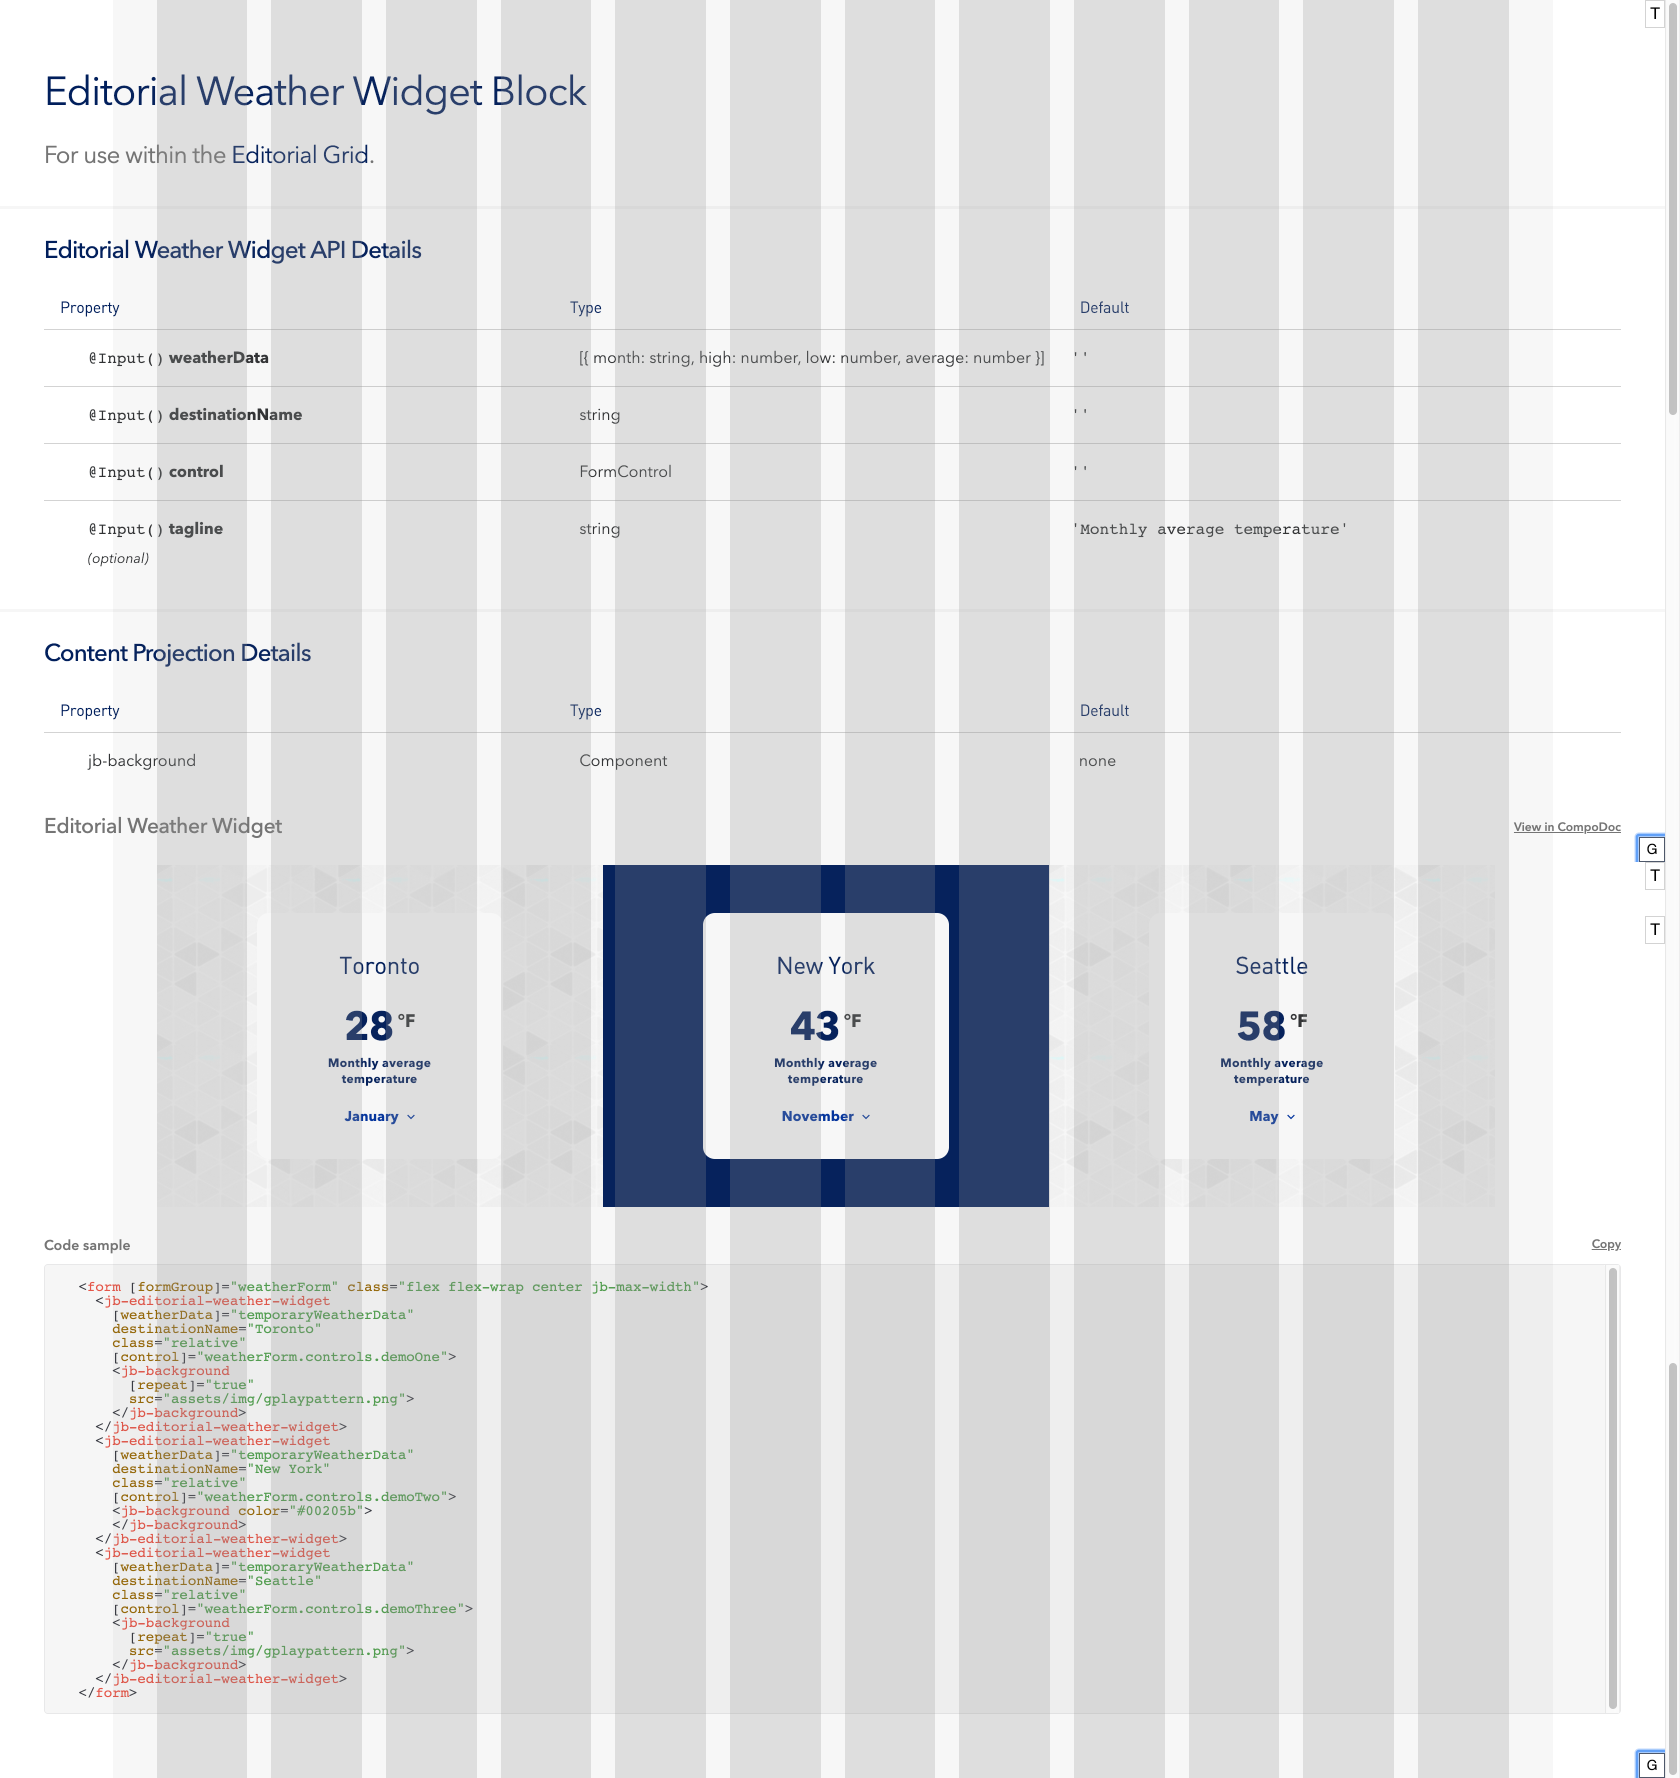 T
Editorial Weather Widget Block
For use within the Editorial Grid.
Editorial Weather Widget API Details
Property Type Default
@Input() weatherData [{ month: string, high: number, low: number, average: number }] ''
@Input() destinationName string ''
@Input() control FormControl ''
@Input() tagline string 'Monthly average temperature'
(optional)
Content Projection Details
Property Type Default
jb-background Component none
Editorial Weather Widget View in CompoDoc
G
T
T
Toronto
28 °F
Monthly average
temperature
January
New York
43 °F
Monthly average
temperature
November
Seattle
58 °F
Monthly average
temperature
May
Code sample Copy
<form [formGroup]="weatherForm" class="flex flex-wrap center jb-max-width">
  <jb-editorial-weather-widget
    [weatherData]="temporaryWeatherData"
    destinationName="Toronto"
    class="relative"
    [control]="weatherForm.controls.demoOne">
    <jb-background
      [repeat]="true"
      src="assets/img/gplaypattern.png">
    </jb-background>
  </jb-editorial-weather-widget>
  <jb-editorial-weather-widget
    [weatherData]="temporaryWeatherData"
    destinationName="New York"
    class="relative"
    [control]="weatherForm.controls.demoTwo">
    <jb-background color="#00205b">
    </jb-background>
  </jb-editorial-weather-widget>
  <jb-editorial-weather-widget
    [weatherData]="temporaryWeatherData"
    destinationName="Seattle"
    class="relative"
    [control]="weatherForm.controls.demoThree">
    <jb-background
      [repeat]="true"
      src="assets/img/gplaypattern.png">
    </jb-background>
  </jb-editorial-weather-widget>
</form>
G